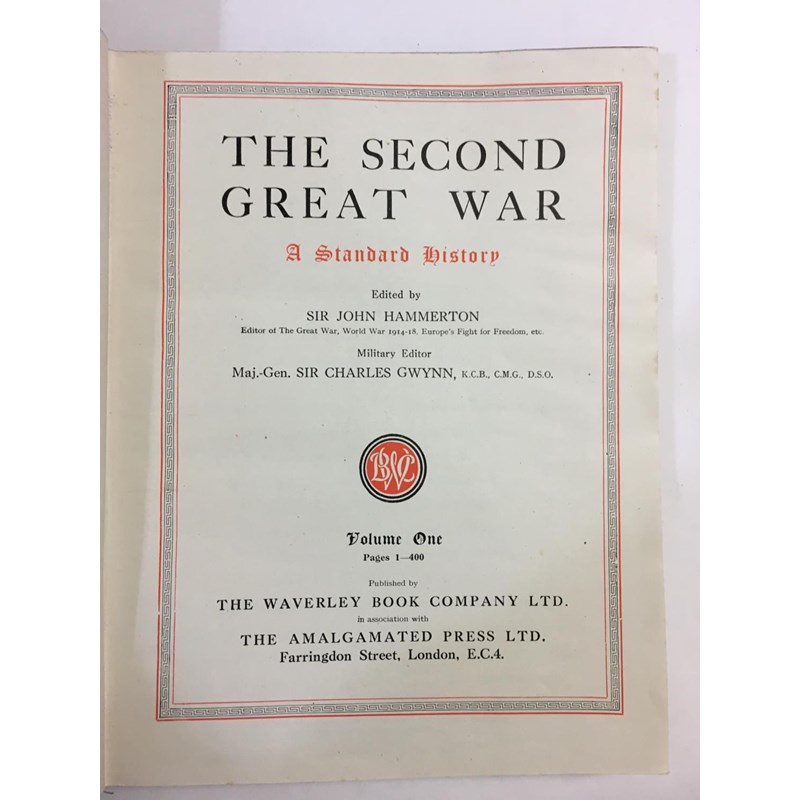 THE SECOND
GREAT WAR
A Standard History
Edited by
SIR JOHN HAMMERTON
Editor of The Great War, World War 1914-18, Europe's Fight for Freedom, etc.
Military Editor
Maj.-Gen. SIR CHARLES GWYNN, K.C.B., C.M.G., D.S.O.
WBC
Volume One
Pages 1—400
Published by
THE WAVERLEY BOOK COMPANY LTD.
in association with
THE AMALGAMATED PRESS LTD.
Farringdon Street, London, E.C.4.